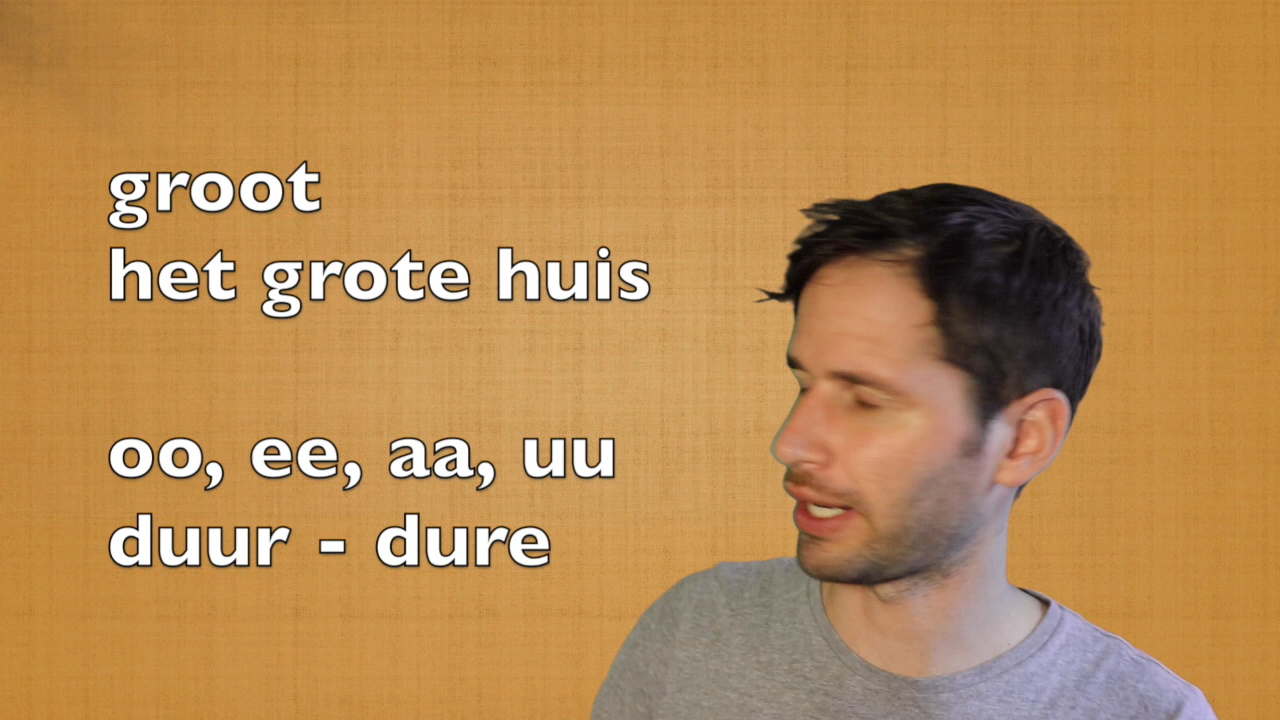 groot
het grote huis
oo, ee, aa, uu
duur - dure